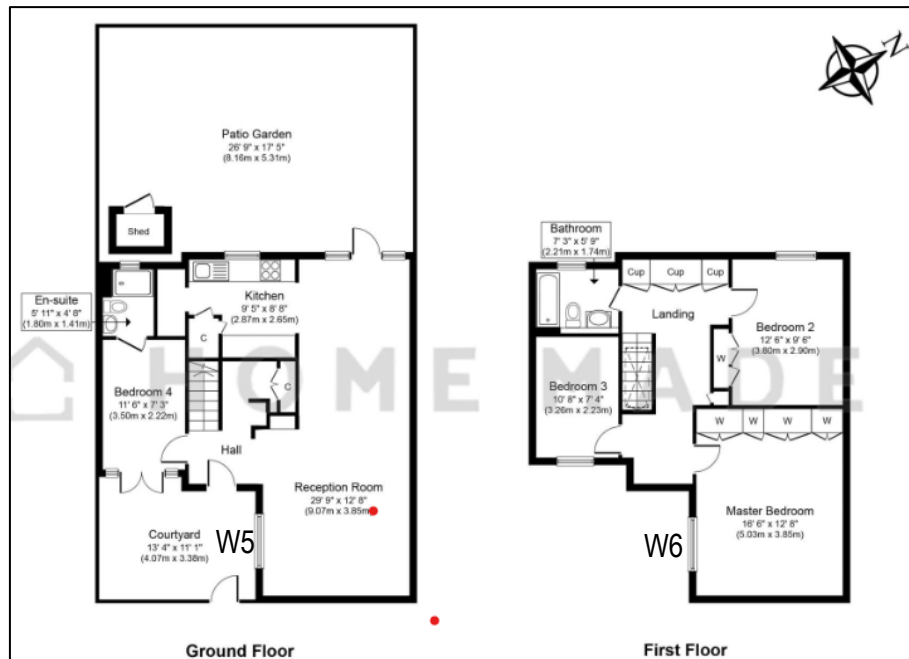 N
Patio Garden
26' 9" x 17' 5"
(8.16m x 5.31m)
Shed
En-suite
5' 11" x 4' 8"
(1.80m x 1.41m)
Kitchen
9' 5" x 8' 8"
(2.87m x 2.65m)
C
C
Bedroom 4
11' 6" x 7' 3"
(3.50m x 2.22m)
Hall
Reception Room
29' 9" x 12' 8"
(9.07m x 3.85m)
Courtyard
13' 4" x 11' 1"
(4.07m x 3.38m)
W5
Ground Floor
Bathroom
7' 3" x 5' 9"
(2.21m x 1.74m)
Cup Cup Cup
Landing
Bedroom 2
12' 6" x 9' 6"
(3.80m x 2.90m)
W
Bedroom 3
10' 8" x 7' 4"
(3.26m x 2.23m)
W W W W
Master Bedroom
16' 6" x 12' 8"
(5.03m x 3.85m)
W6
First Floor
HOME MADE